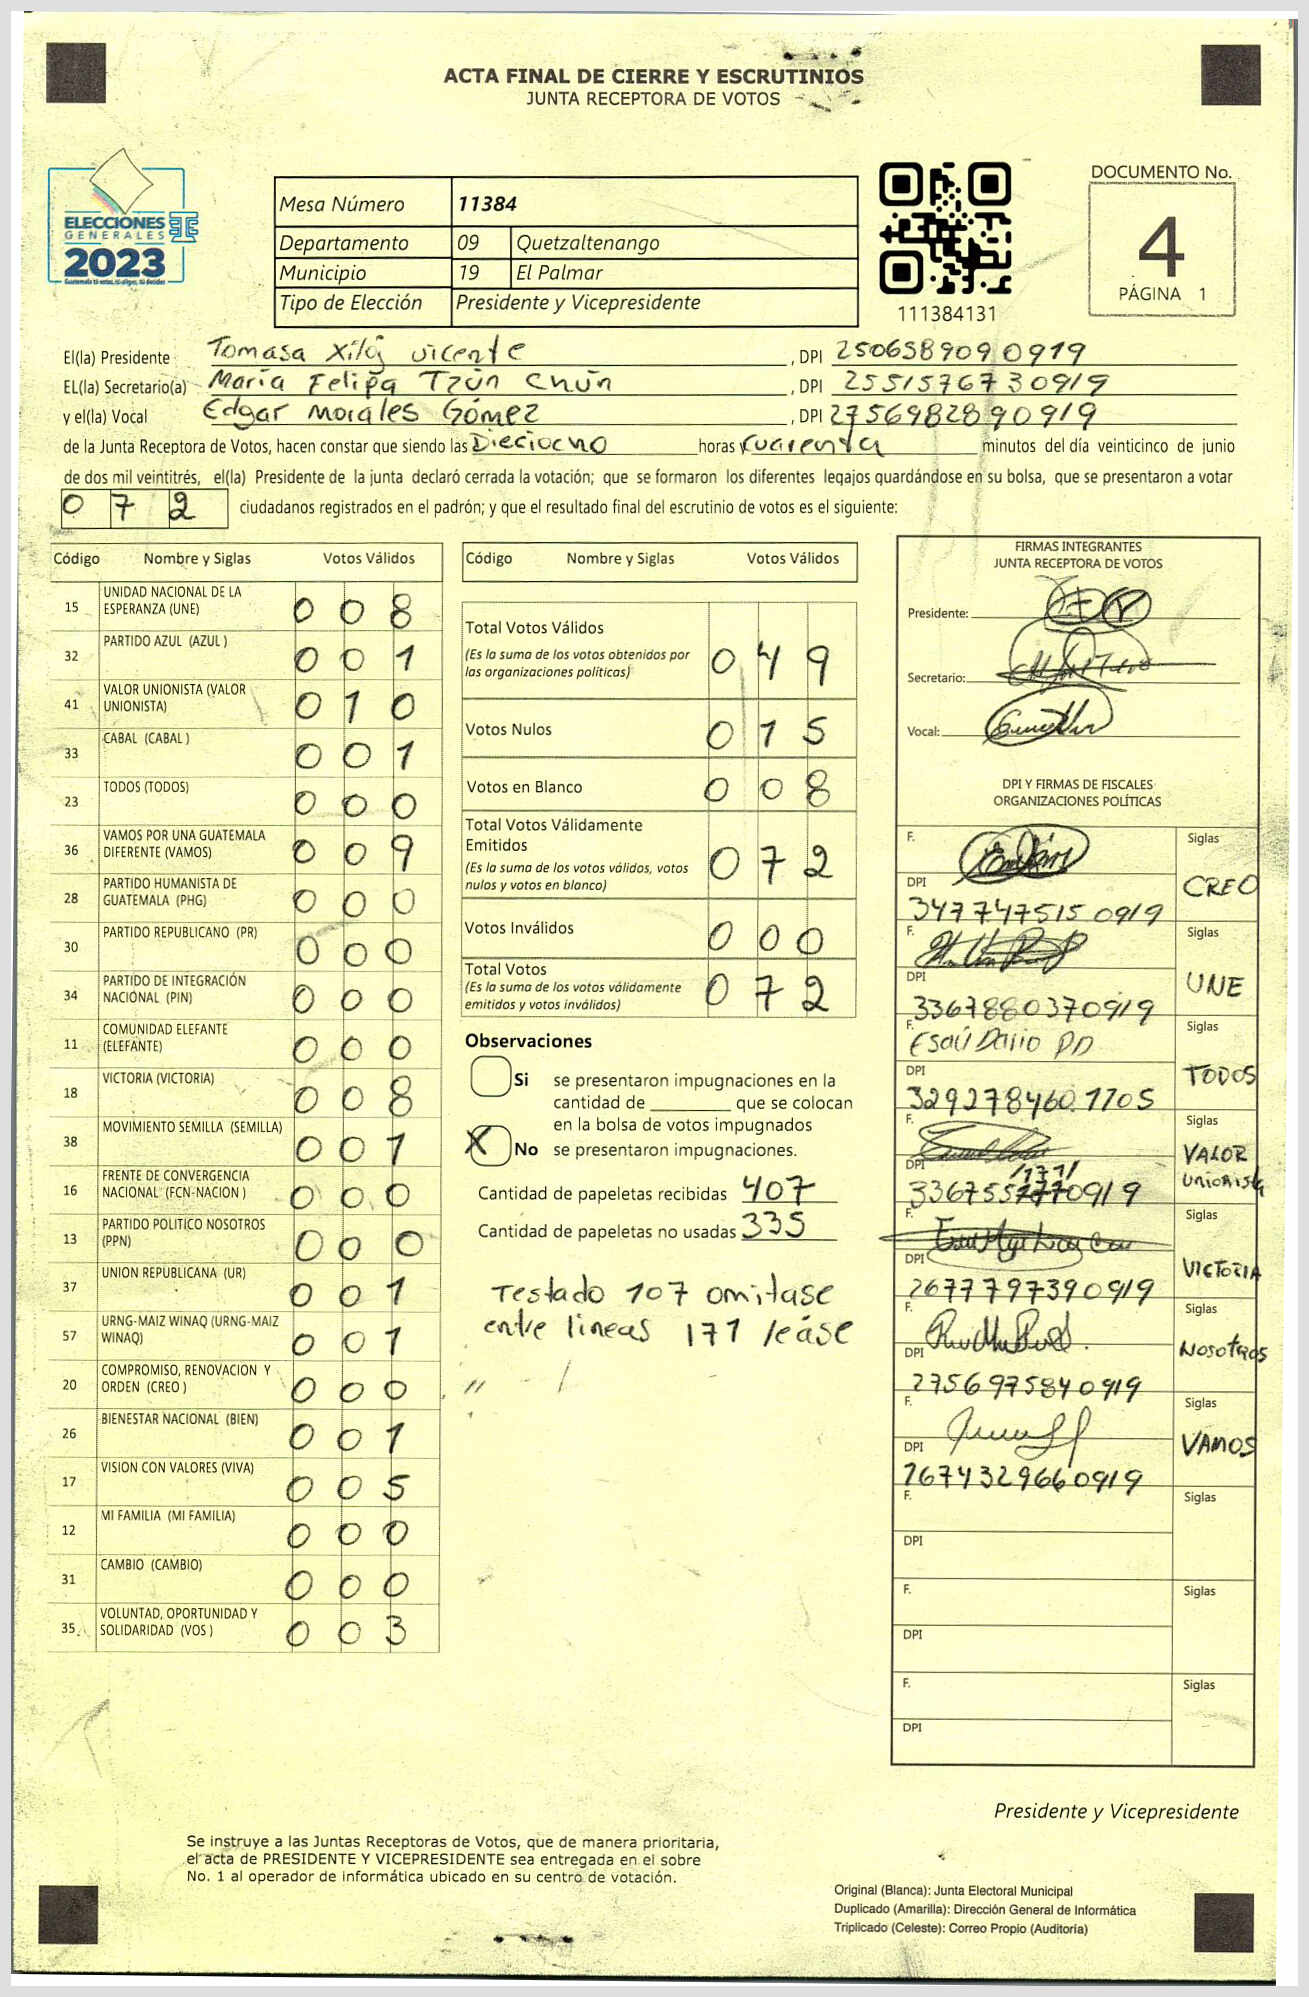 ACTA FINAL DE CIERRE Y ESCRUTINIOS
JUNTA RECEPTORA DE VOTOS
ELECCIONES
GENERALES
2023
Mesa Número 11384
Departamento 09 Quetzaltenango
Municipio 19 El Palmar
Tipo de Elección Presidente y Vicepresidente
111384131
DOCUMENTO No.
4
PÁGINA 1
El(la) Presidente Tomasa Xiloj vicente , DPI 2506389090919
EL(la) Secretario(a) María Felipa Tzún Chún , DPI 2551576730919
y el(la) Vocal Edgar Morales Gómez , DPI 2756982890919
de la Junta Receptora de Votos, hacen constar que siendo las Dieciocho horas y cuarenta minutos del día veinticinco de junio
de dos mil veintitrés, el(la) Presidente de la junta declaró cerrada la votación; que se formaron los diferentes legajos guardándose en su bolsa, que se presentaron a votar
0 7 2 ciudadanos registrados en el padrón; y que el resultado final del escrutinio de votos es el siguiente:
Código Nombre y Siglas Votos Válidos
15 UNIDAD NACIONAL DE LA ESPERANZA (UNE) 0 0 8
32 PARTIDO AZUL (AZUL ) 0 0 1
41 VALOR UNIONISTA (VALOR UNIONISTA) 0 1 0
33 CABAL (CABAL ) 0 0 1
23 TODOS (TODOS) 0 0 0
36 VAMOS POR UNA GUATEMALA DIFERENTE (VAMOS) 0 0 9
28 PARTIDO HUMANISTA DE GUATEMALA (PHG) 0 0 0
30 PARTIDO REPUBLICANO (PR) 0 0 0
34 PARTIDO DE INTEGRACIÓN NACIONAL (PIN) 0 0 0
11 COMUNIDAD ELEFANTE (ELEFANTE) 0 0 0
18 VICTORIA (VICTORIA) 0 0 8
38 MOVIMIENTO SEMILLA (SEMILLA) 0 0 1
16 FRENTE DE CONVERGENCIA NACIONAL (FCN-NACION ) 0 0 0
13 PARTIDO POLITICO NOSOTROS (PPN) 0 0 0
37 UNION REPUBLICANA (UR) 0 0 1
57 URNG-MAIZ WINAQ (URNG-MAIZ WINAQ) 0 0 1
20 COMPROMISO, RENOVACION Y ORDEN (CREO ) 0 0 0
26 BIENESTAR NACIONAL (BIEN) 0 0 1
17 VISION CON VALORES (VIVA) 0 0 5
12 MI FAMILIA (MI FAMILIA) 0 0 0
31 CAMBIO (CAMBIO) 0 0 0
35 VOLUNTAD, OPORTUNIDAD Y SOLIDARIDAD (VOS ) 0 0 3
Código Nombre y Siglas Votos Válidos
Total Votos Válidos 0 4 9
(Es la suma de los votos obtenidos por
las organizaciones políticas)
Votos Nulos 0 1 5
Votos en Blanco 0 0 8
Total Votos Válidamente
Emitidos 0 7 2
(Es la suma de los votos válidos, votos
nulos y votos en blanco)
Votos Inválidos 0 0 0
Total Votos 0 7 2
(Es la suma de los votos válidamente
emitidos y votos inválidos)
Observaciones
Si se presentaron impugnaciones en la
cantidad de ________ que se colocan
en la bolsa de votos impugnados
X No se presentaron impugnaciones.
Cantidad de papeletas recibidas 407
Cantidad de papeletas no usadas 335
Testado 107 omitase
entre lineas 171 léase
FIRMAS INTEGRANTES
JUNTA RECEPTORA DE VOTOS
Presidente:
Secretario:
Vocal:
DPI Y FIRMAS DE FISCALES
ORGANIZACIONES POLÍTICAS
F. Siglas
DPI CREO
3477475150919
F. Siglas
DPI UNE
3367880370919
F. Esaú Darío Siglas
DPI TODOS
3292784601705
F. Siglas
DPI VALOR UNIONISTA
171
0919
F. Siglas
DPI VICTORIA
2677797390919
F. Siglas
DPI NOSOTROS
2756975840919
F. Siglas
DPI VAMOS
2674329660919
F. Siglas
DPI
F. Siglas
DPI
F. Siglas
DPI
Presidente y Vicepresidente
Se instruye a las Juntas Receptoras de Votos, que de manera prioritaria,
el acta de PRESIDENTE Y VICEPRESIDENTE sea entregada en el sobre
No. 1 al operador de informática ubicado en su centro de votación.
Original (Blanca): Junta Electoral Municipal
Duplicado (Amarilla): Dirección General de Informática
Triplicado (Celeste): Correo Propio (Auditoría)